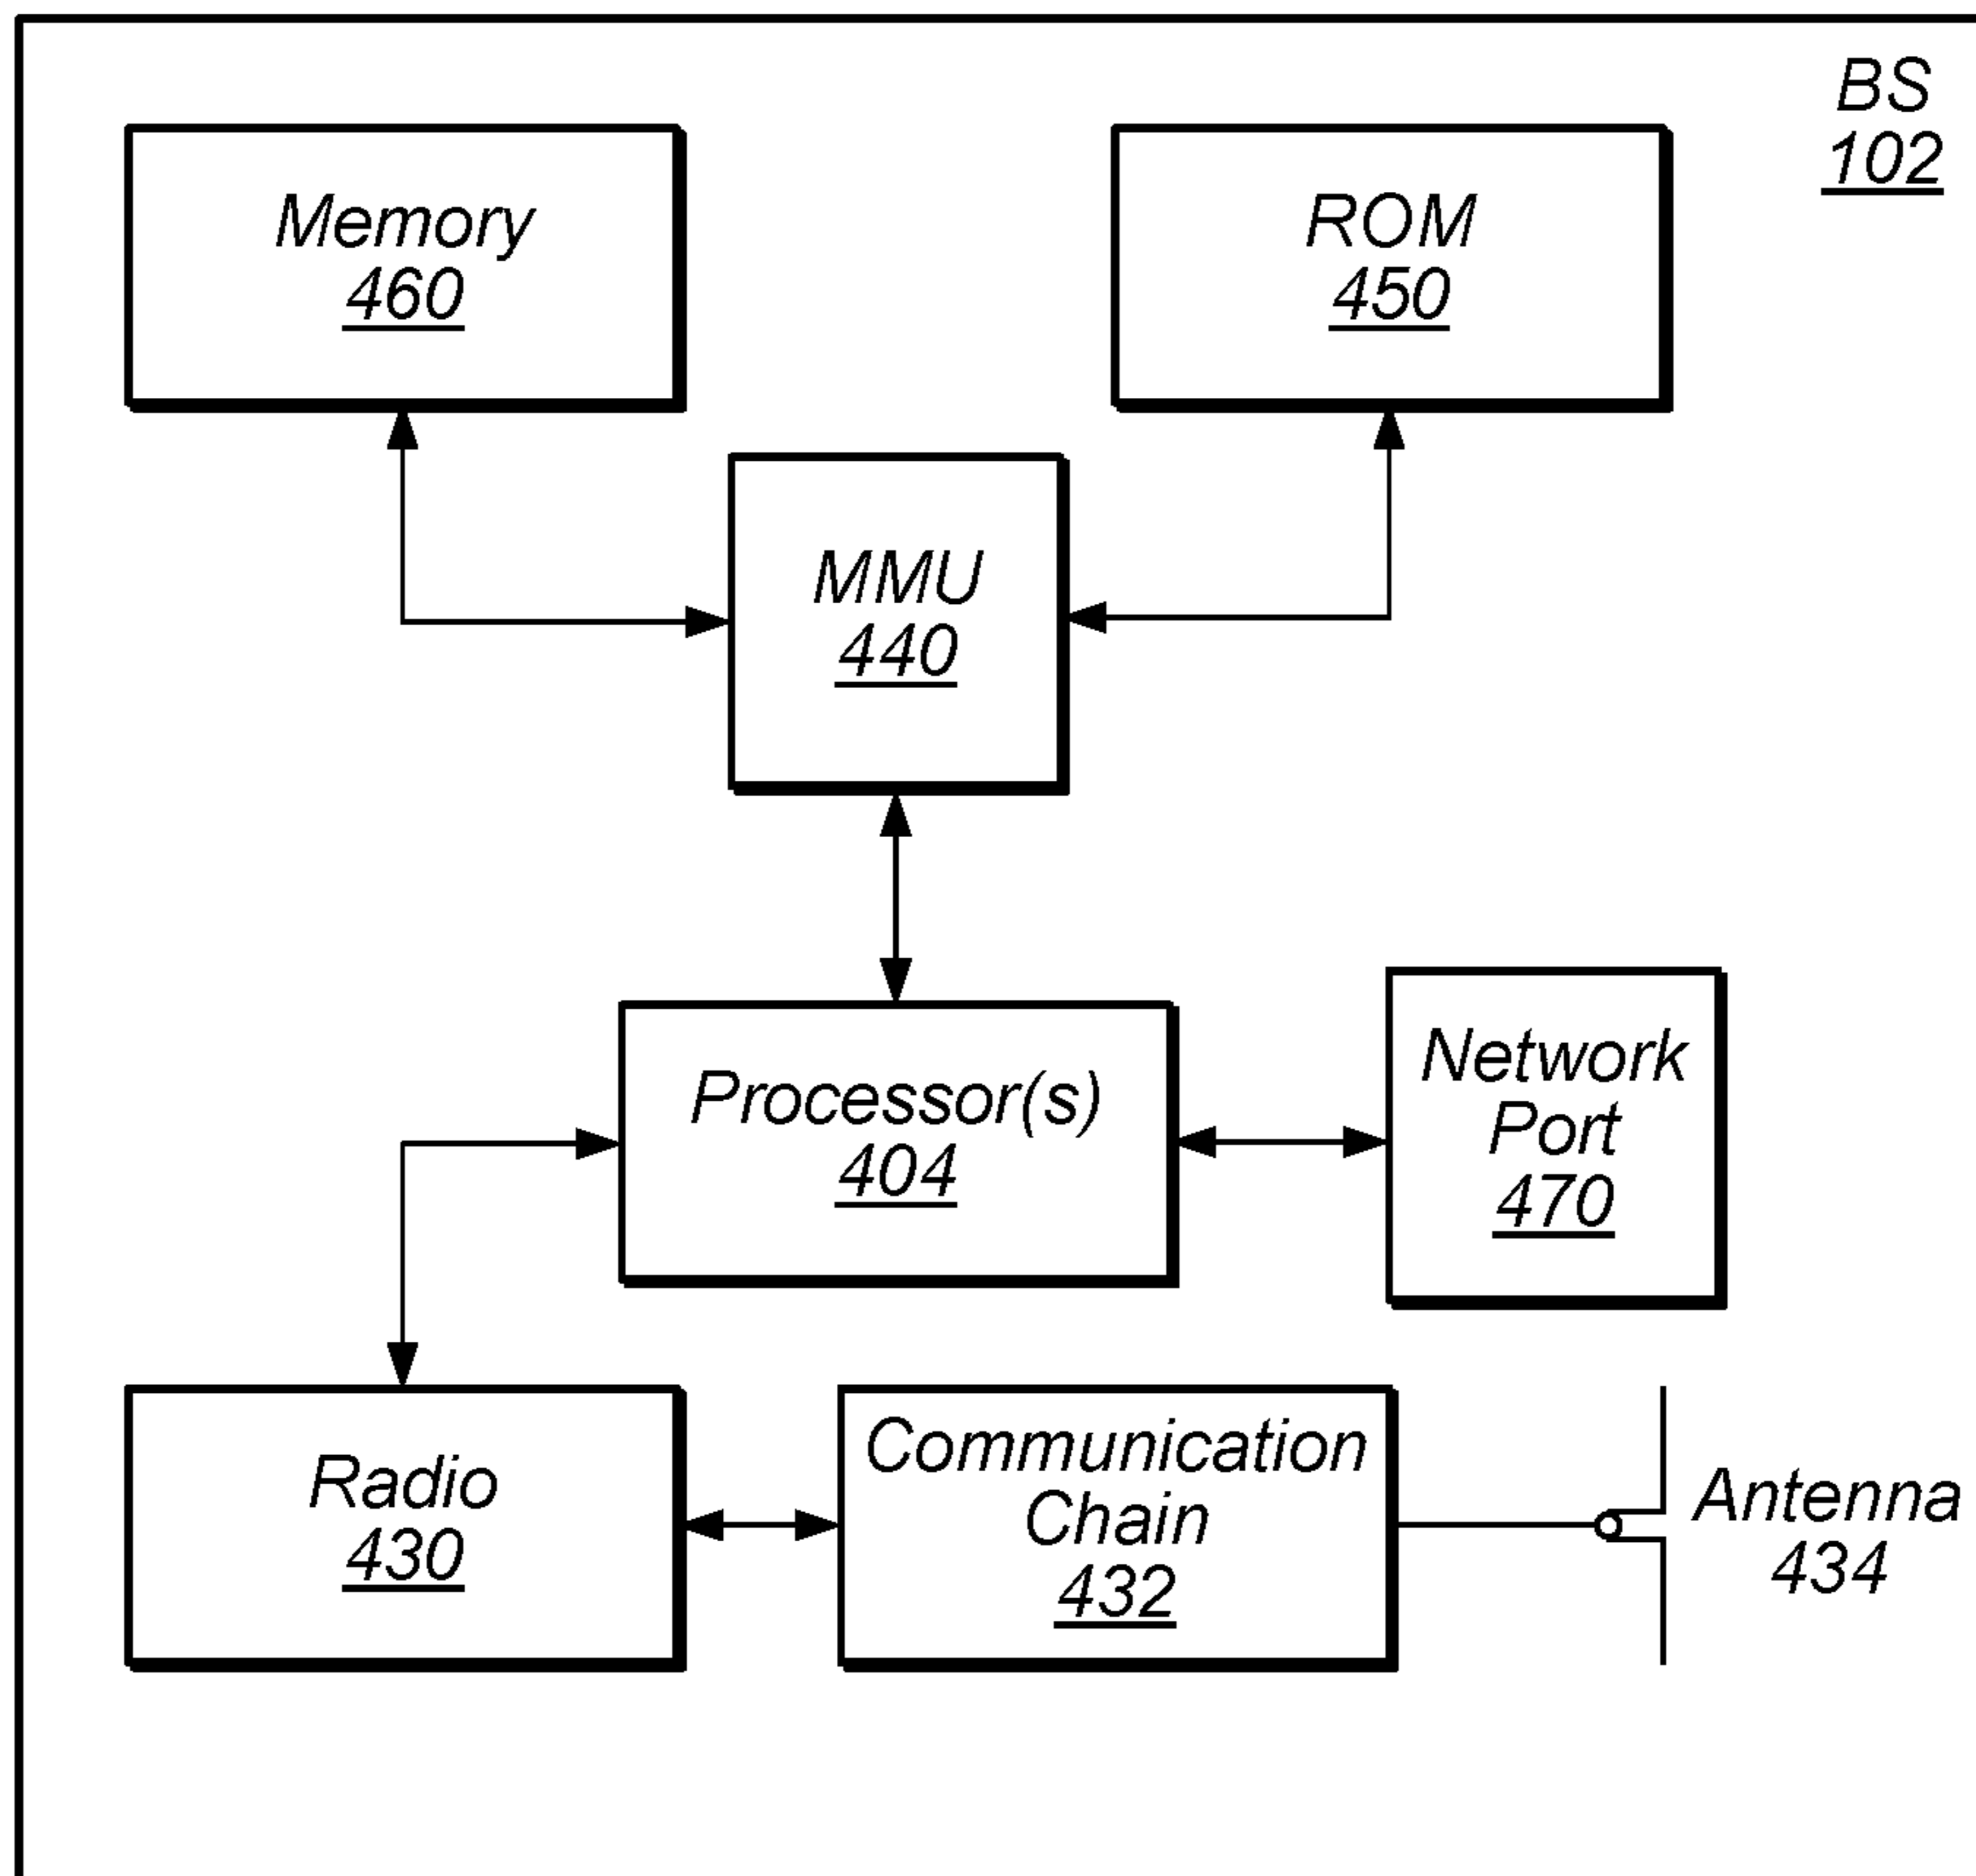 BS
102
Memory
460
ROM
450
MMU
440
Processor(s)
404
Network
Port
470
Radio
430
Communication
Chain
432
Antenna
434